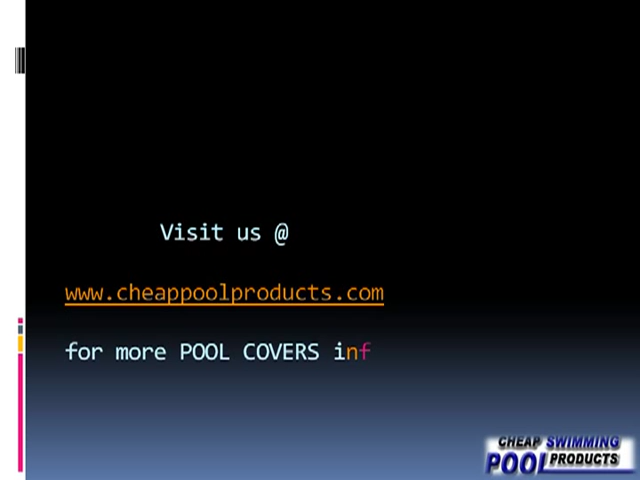 Visit us @
www.cheappoolproducts.com
for more POOL COVERS inf
CHEAP SWIMMING
POOL PRODUCTS